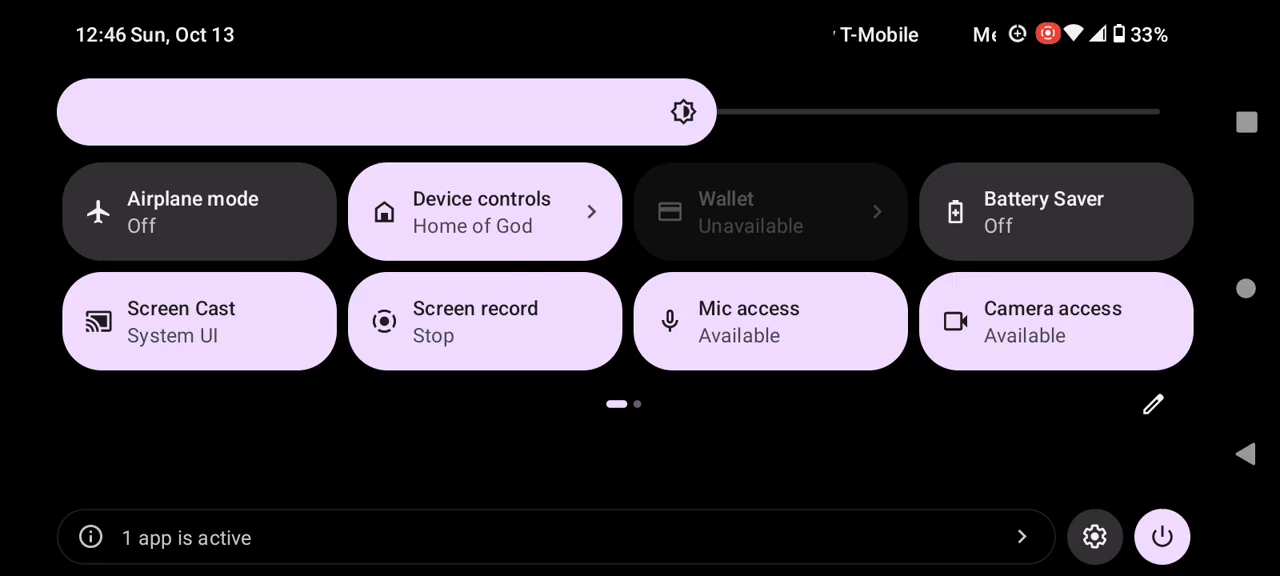 12:46 Sun, Oct 13
T-Mobile
33%
Airplane mode
Off
Device controls
Home of God
Wallet
Unavailable
Battery Saver
Off
Screen Cast
System UI
Screen record
Stop
Mic access
Available
Camera access
Available
1 app is active